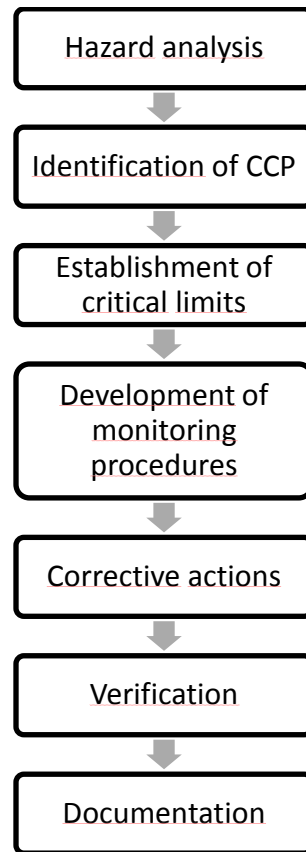 Hazard analysis
Identification of CCP
Establishment of
critical limits
Development of
monitoring
procedures
Corrective actions
Verification
Documentation